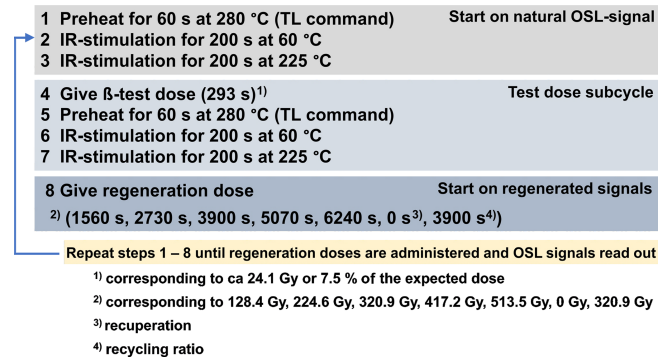 1 Preheat for 60 s at 280 °C (TL command) Start on natural OSL-signal
2 IR-stimulation for 200 s at 60 °C
3 IR-stimulation for 200 s at 225 °C
4 Give ß-test dose (293 s)1) Test dose subcycle
5 Preheat for 60 s at 280 °C (TL command)
6 IR-stimulation for 200 s at 60 °C
7 IR-stimulation for 200 s at 225 °C
8 Give regeneration dose Start on regenerated signals
2) (1560 s, 2730 s, 3900 s, 5070 s, 6240 s, 0 s3), 3900 s4))
Repeat steps 1 – 8 until regeneration doses are administered and OSL signals read out
1) corresponding to ca 24.1 Gy or 7.5 % of the expected dose
2) corresponding to 128.4 Gy, 224.6 Gy, 320.9 Gy, 417.2 Gy, 513.5 Gy, 0 Gy, 320.9 Gy
3) recuperation
4) recycling ratio